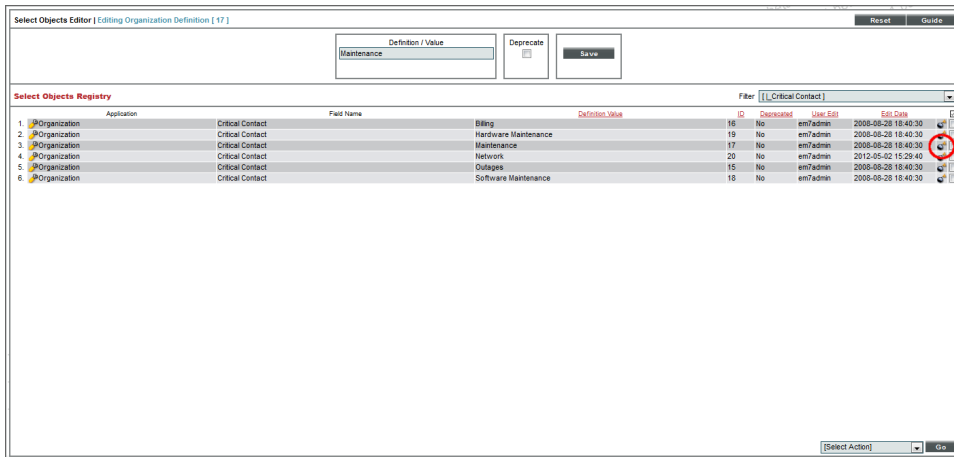 Select Objects Editor | Editing Organization Definition [ 17 ] Reset Guide
Definition / Value Deprecate
Maintenance Save
Select Objects Registry Filter [ |_Critical Contact ]
Application Field Name Definition Value ID Deprecated User Edit Edit Date
1. Organization Critical Contact Billing 16 No em7admin 2008-08-28 18:40:30
2. Organization Critical Contact Hardware Maintenance 19 No em7admin 2008-08-28 18:40:30
3. Organization Critical Contact Maintenance 17 No em7admin 2008-08-28 18:40:30
4. Organization Critical Contact Network 20 No em7admin 2012-05-02 15:29:40
5. Organization Critical Contact Outages 15 No em7admin 2008-08-28 18:40:30
6. Organization Critical Contact Software Maintenance 18 No em7admin 2008-08-28 18:40:30
[Select Action] Go